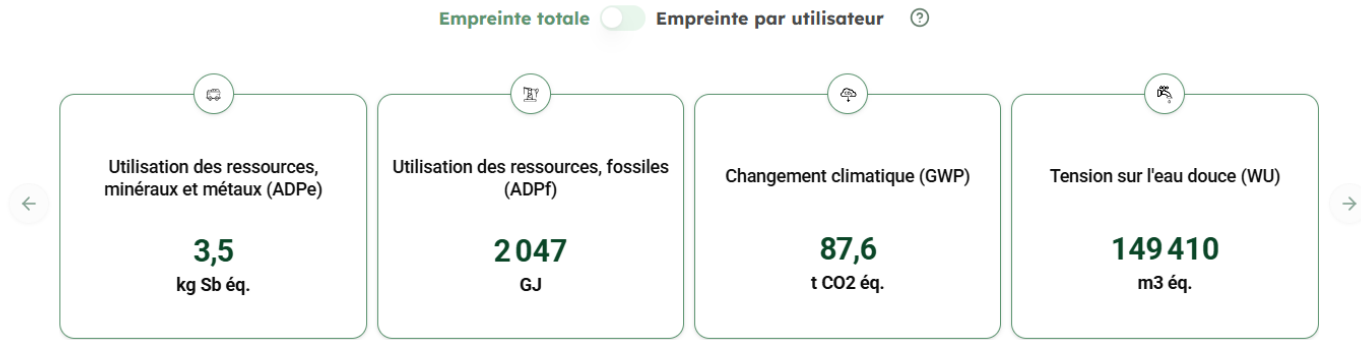 Empreinte totale Empreinte par utilisateur ?
Utilisation des ressources,
minéraux et métaux (ADPe)
3,5
kg Sb éq.
Utilisation des ressources, fossiles
(ADPf)
2 047
GJ
Changement climatique (GWP)
87,6
t CO2 éq.
Tension sur l'eau douce (WU)
149 410
m3 éq.